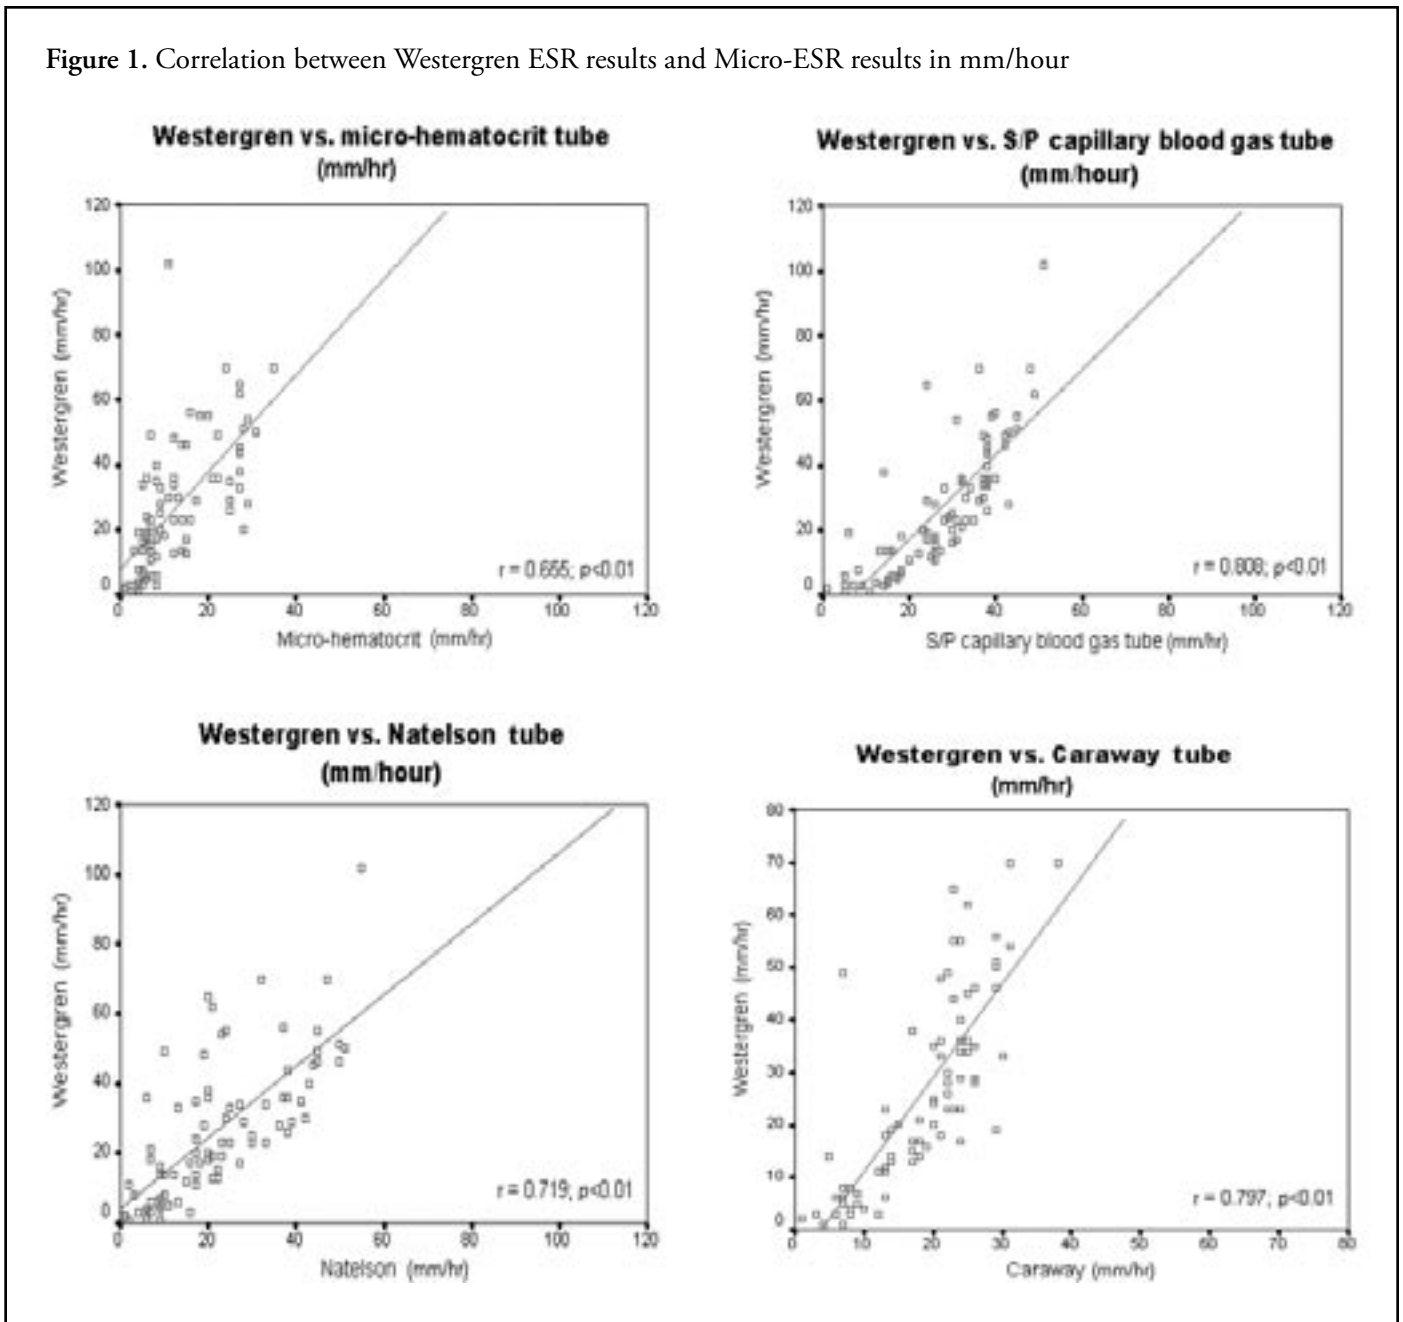 Figure 1. Correlation between Westergren ESR results and Micro-ESR results in mm/hour
Westergren vs. micro-hematocrit tube
(mm/hr)
120
100
80
60
40
20
0
Westergren (mm/hr)
r = 0.655; p<0.01
0 20 40 60 80 100 120
Micro-hematocrit (mm/hr)
Westergren vs. S/P capillary blood gas tube
(mm/hour)
120
100
80
60
40
20
0
Westergren (mm/hr)
r = 0.808; p<0.01
0 20 40 60 80 100 120
S/P capillary blood gas tube (mm/hr)
Westergren vs. Natelson tube
(mm/hour)
120
100
80
60
40
20
0
Westergren (mm/hr)
r = 0.719; p<0.01
0 20 40 60 80 100 120
Natelson (mm/hr)
Westergren vs. Caraway tube
(mm/hr)
80
70
60
50
40
30
20
10
0
Westergren (mm/hr)
r = 0.797; p<0.01
0 10 20 30 40 50 60 70 80
Caraway (mm/hr)